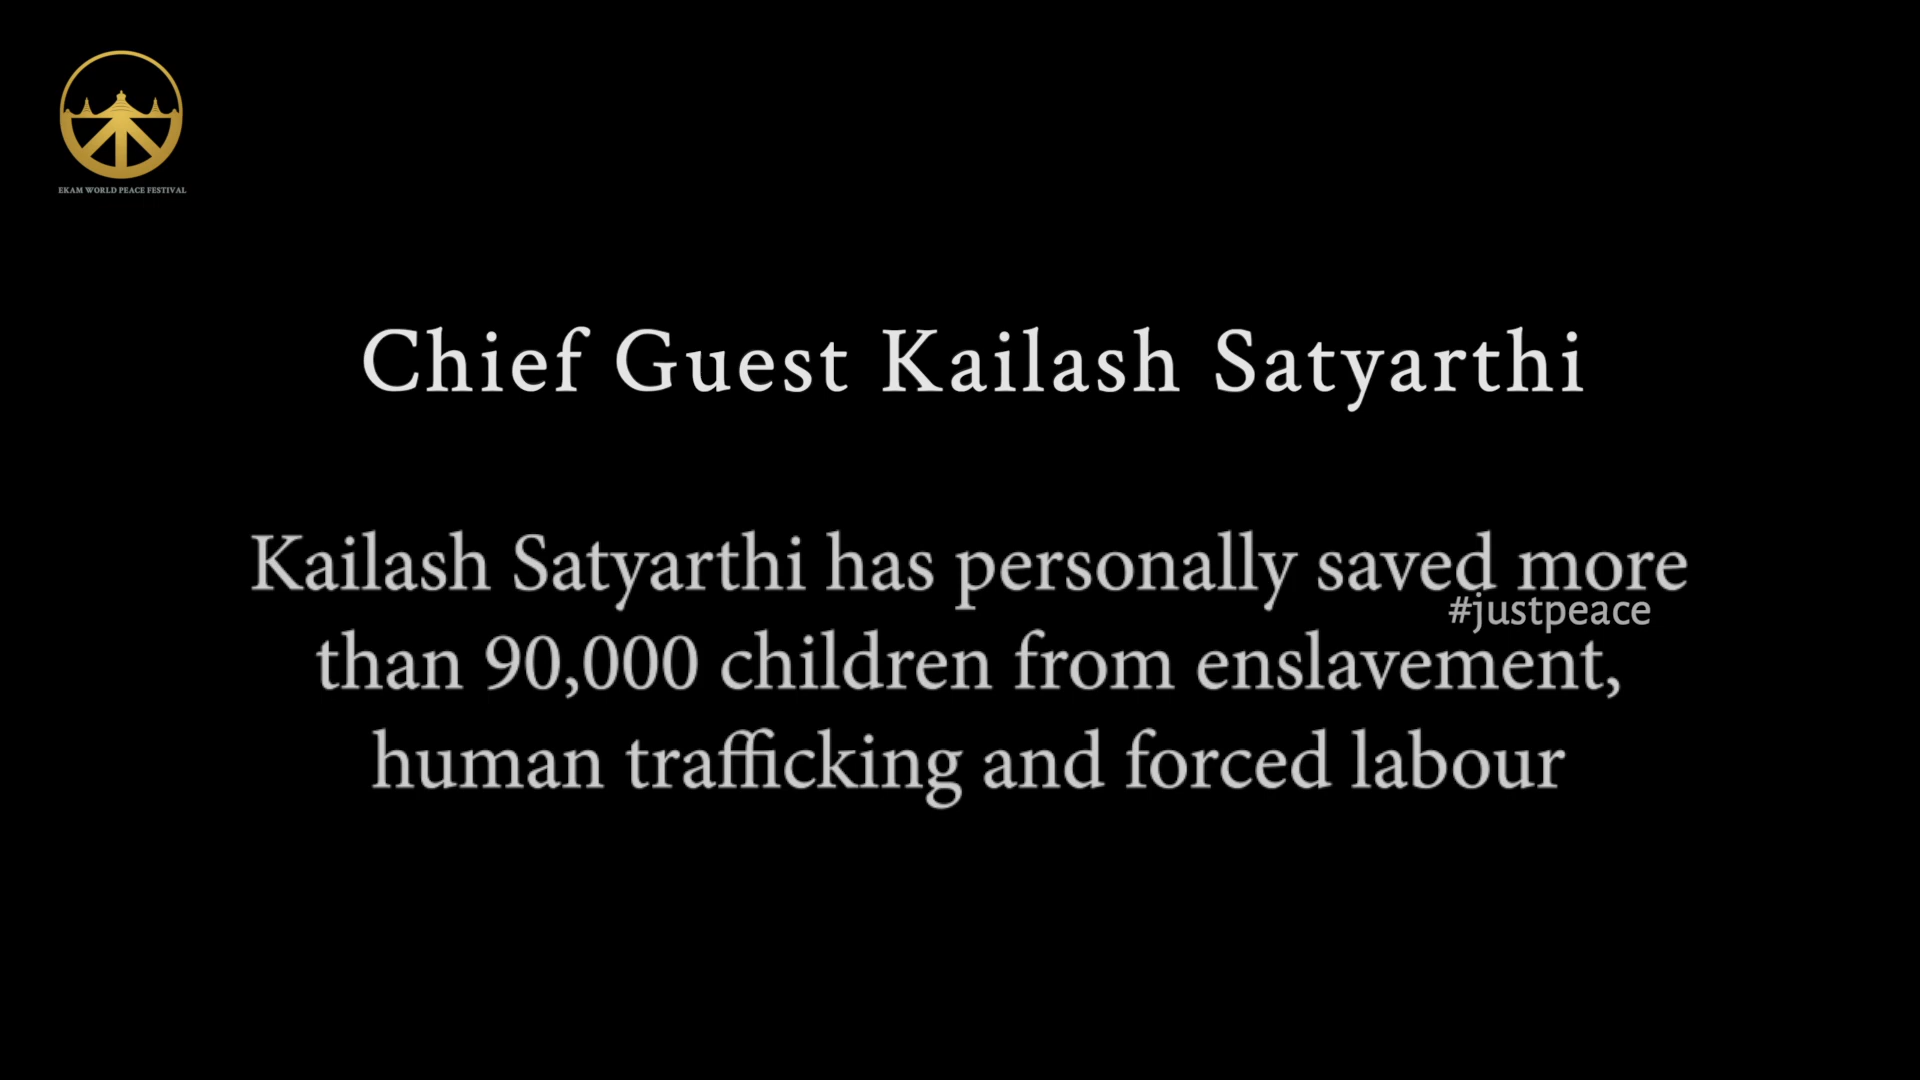 EKAM WORLD PEACE FESTIVAL
Chief Guest Kailash Satyarthi
Kailash Satyarthi has personally saved more
#justpeace
than 90,000 children from enslavement,
human trafficking and forced labour